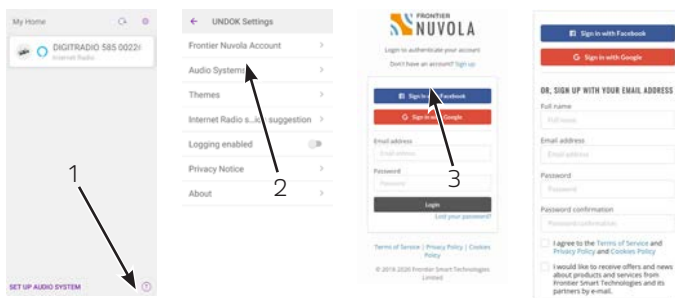 My Home
DIGITRADIO 585 0022
Internet Radio
1
SET UP AUDIO SYSTEM
UNDOK Settings
Frontier Nuvola Account
Audio Systems
Themes
Internet Radio s... suggestion
Logging enabled
Privacy Notice
About
2
FRONTIER
NUVOLA
Login to authenticate your account
Don't have an account? Sign up
Sign in with Facebook
G Sign in with Google
Email address
Email address
Password
Password
3
Login
Lost your password?
Terms of Service | Privacy Policy | Cookies
Policy
© 2019-2020 Frontier Smart Technologies
Limited
Sign in with Facebook
G Sign in with Google
OR, SIGN UP WITH YOUR EMAIL ADDRESS
Full name
Full name
Email address
Email address
Password
Password
Password confirmation
Password confirmation
I agree to the Terms of Service and
Privacy Policy and Cookies Policy
I would like to receive offers and news
about products and services from
Frontier Smart Technologies and its
partners by e-mail.